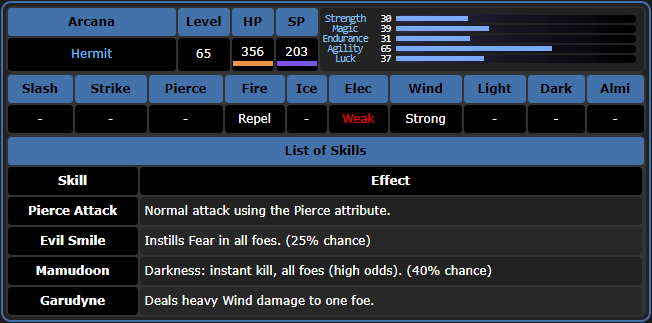 Arcana Level HP SP
Hermit 65 356 203
Strength 30
Magic 39
Endurance 31
Agility 65
Luck 37
Slash Strike Pierce Fire Ice Elec Wind Light Dark Almi
- - - Repel - Weak Strong - - -
List of Skills
Skill Effect
Pierce Attack Normal attack using the Pierce attribute.
Evil Smile Instills Fear in all foes. (25% chance)
Mamudoon Darkness: instant kill, all foes (high odds). (40% chance)
Garudyne Deals heavy Wind damage to one foe.